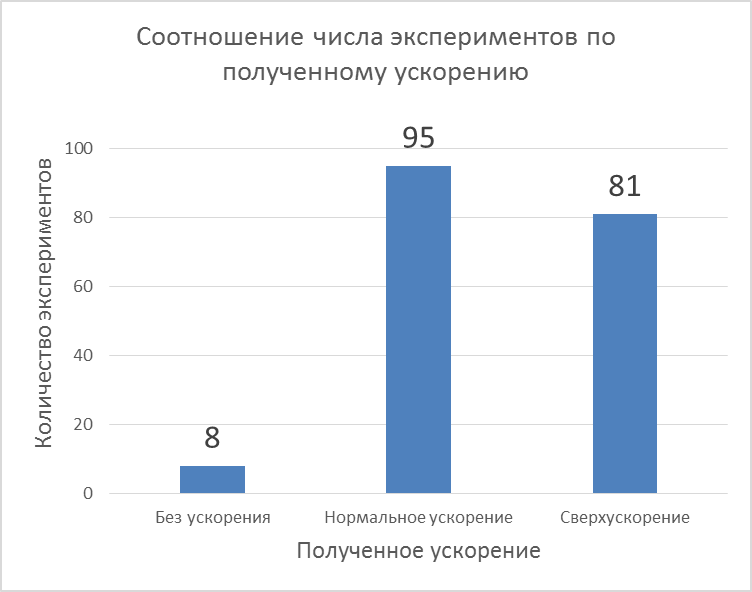 Соотношение числа экспериментов по
полученному ускорению
Количество экспериментов
100
80
60
40
20
0
8
95
81
Без ускорения
Нормальное ускорение
Сверхускорение
Полученное ускорение